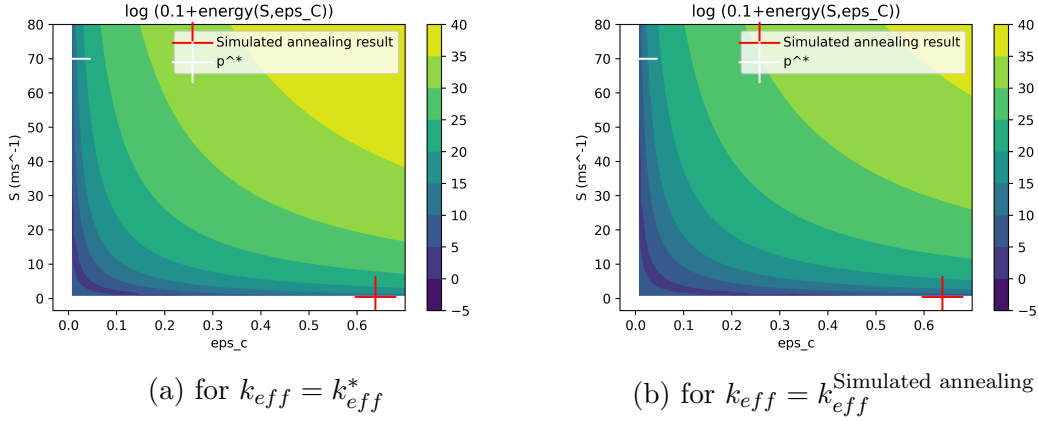 log (0.1+energy(S,eps_C))
Simulated annealing result
p^*
S (ms^-1)
80
70
60
50
40
30
20
10
0
0.0 0.1 0.2 0.3 0.4 0.5 0.6
eps_c
40
35
30
25
20
15
10
5
0
−5
(a) for $k_{eff} = k_{eff}^{*}$
log (0.1+energy(S,eps_C))
Simulated annealing result
p^*
S (ms^-1)
80
70
60
50
40
30
20
10
0
0.0 0.1 0.2 0.3 0.4 0.5 0.6
eps_c
40
35
30
25
20
15
10
5
0
−5
(b) for $k_{eff} = k_{eff}^{\text{Simulated annealing}}$